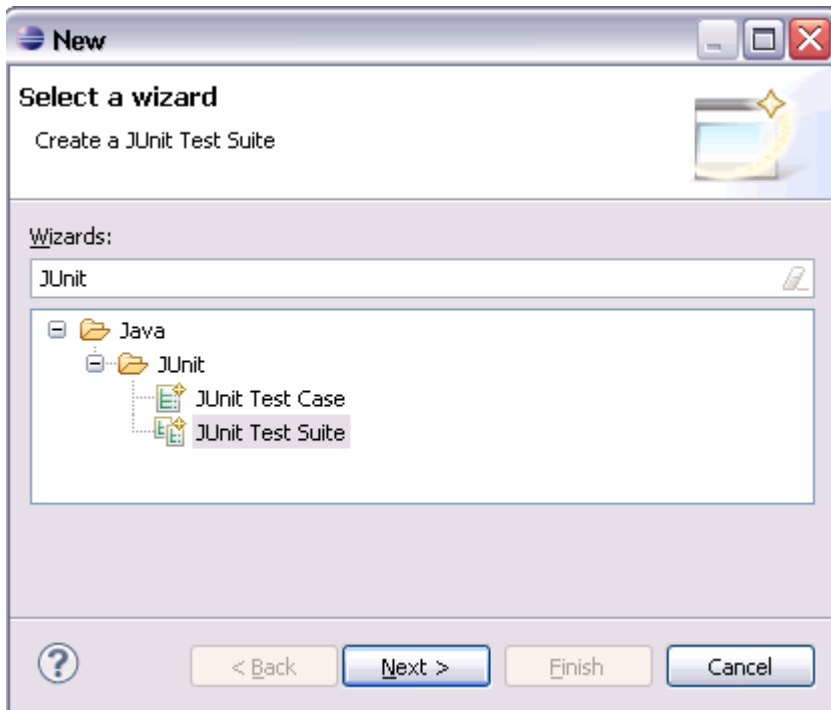 New
Select a wizard
Create a JUnit Test Suite
Wizards:
JUnit
Java
JUnit
JUnit Test Case
JUnit Test Suite
? < Back Next > Finish Cancel